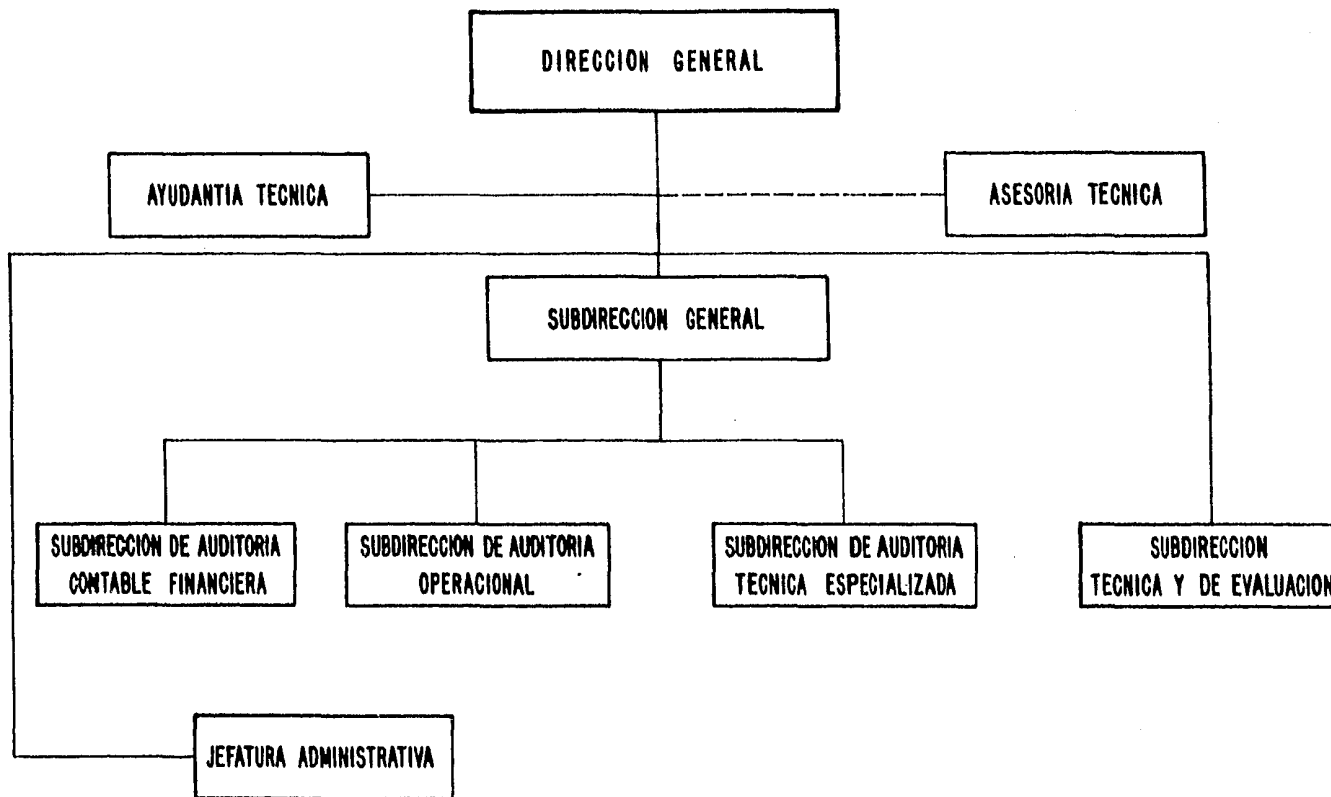 DIRECCION GENERAL
AYUDANTIA TECNICA
ASESORIA TECNICA
SUBDIRECCION GENERAL
SUBDIRECCION DE AUDITORIA
CONTABLE FINANCIERA
SUBDIRECCION DE AUDITORIA
OPERACIONAL
SUBDIRECCION DE AUDITORIA
TECNICA ESPECIALIZADA
SUBDIRECCION
TECNICA Y DE EVALUACION
JEFATURA ADMINISTRATIVA